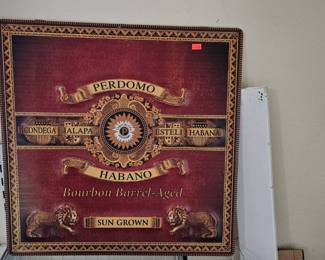 PERDOMO
CONDEGA JALAPA P ESTELI HABANA
HABANO
Bourbon Barrel-Aged
SUN GROWN